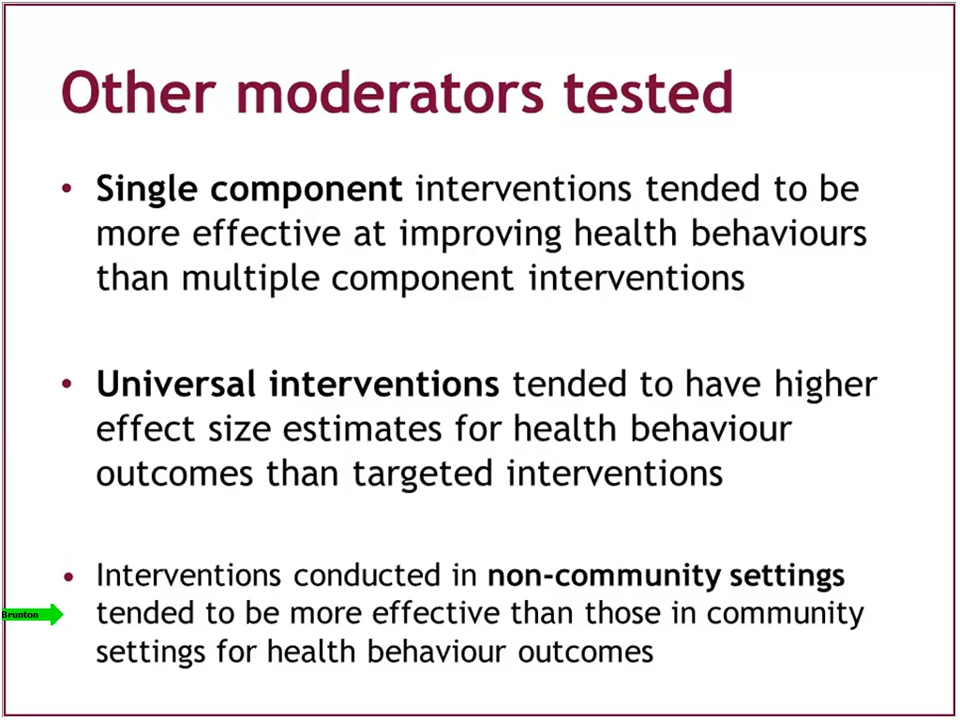 Other moderators tested
• Single component interventions tended to be
more effective at improving health behaviours
than multiple component interventions
• Universal interventions tended to have higher
effect size estimates for health behaviour
outcomes than targeted interventions
• Interventions conducted in non-community settings
Brunton
tended to be more effective than those in community
settings for health behaviour outcomes